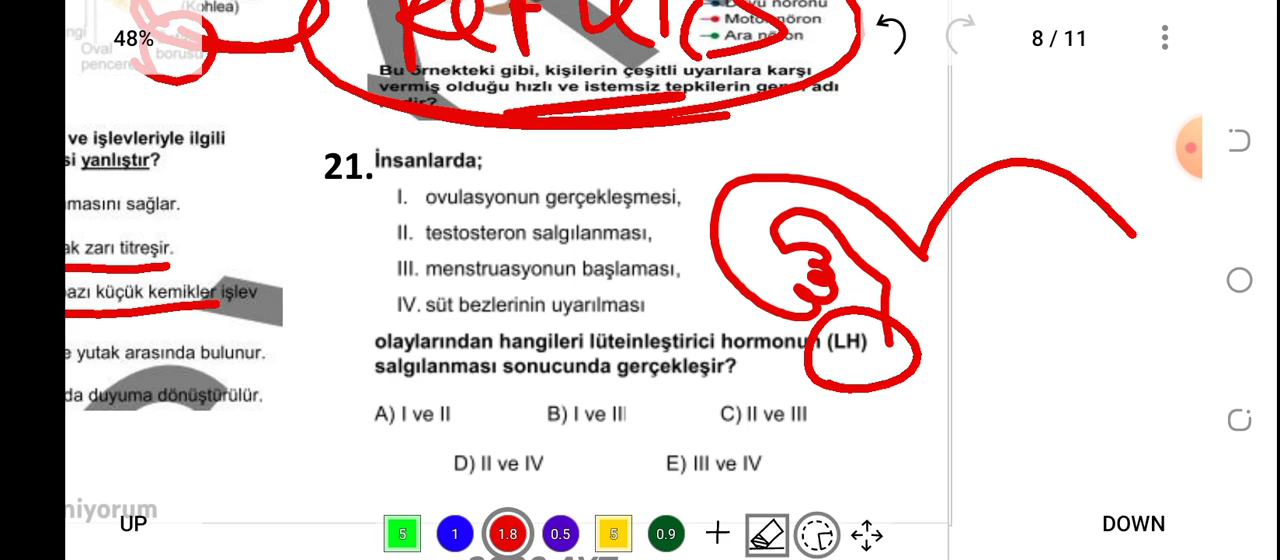 (Kohlea)
48%
Oval
pencere
borusu
refle
Motor nöron
Ara nöron
8 / 11
Bu örnekteki gibi, kişilerin çeşitli uyarılara karşı
vermiş olduğu hızlı ve istemsiz tepkilerin genel adı
nedir?
ve işlevleriyle ilgili
si yanlıştır?
masını sağlar.
ak zarı titreşir.
bazı küçük kemikler işlev
e yutak arasında bulunur.
da duyuma dönüştürülür.
21. İnsanlarda;
I. ovulasyonun gerçekleşmesi,
II. testosteron salgılanması,
III. menstruasyonun başlaması,
IV. süt bezlerinin uyarılması
olaylarından hangileri lüteinleştirici hormonun (LH)
salgılanması sonucunda gerçekleşir?
A) I ve II B) I ve III C) II ve III
D) II ve IV E) III ve IV
niyorum
UP
5 1 1.8 0.5 5 0.9
DOWN